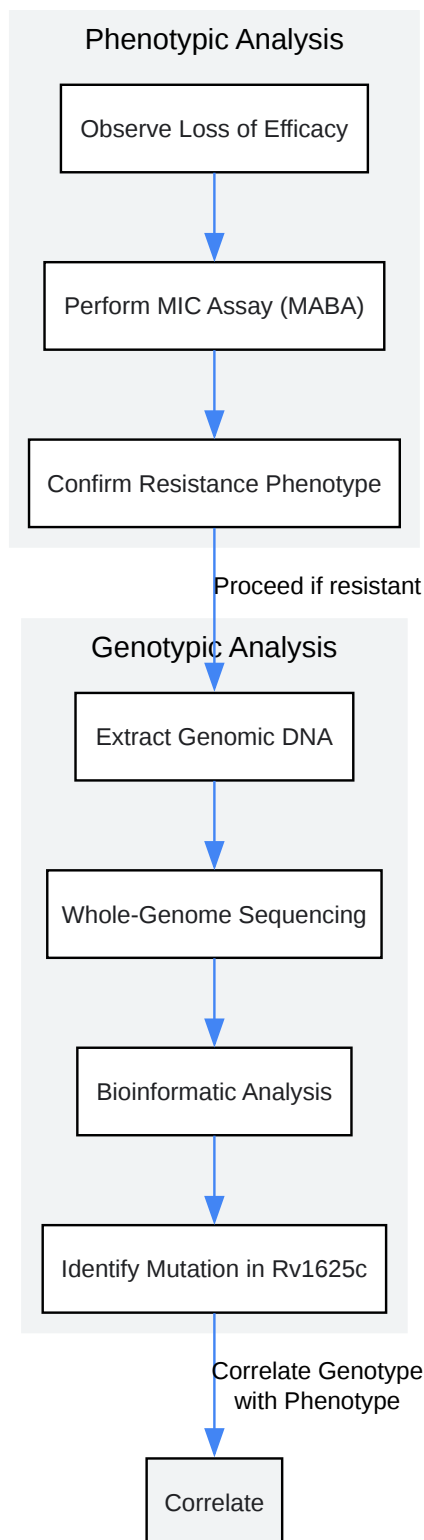 Phenotypic Analysis
Observe Loss of Efficacy
Perform MIC Assay (MABA)
Confirm Resistance Phenotype
Proceed if resistant
Genotypic Analysis
Extract Genomic DNA
Whole-Genome Sequencing
Bioinformatic Analysis
Identify Mutation in Rv1625c
Correlate Genotype
with Phenotype
Correlate